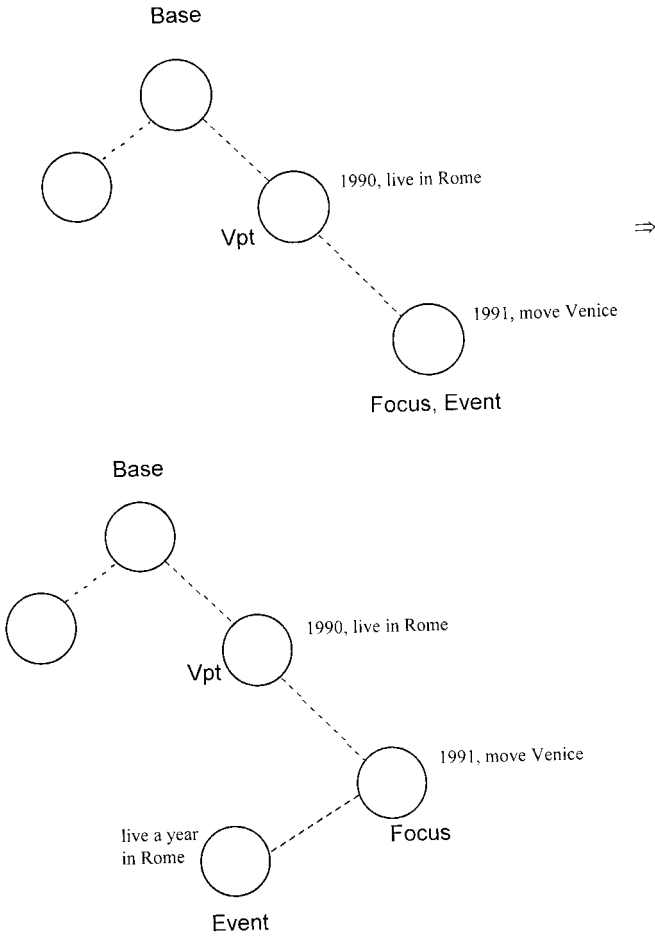 Base
1990, live in Rome
Vpt
⇒
1991, move Venice
Focus, Event
Base
1990, live in Rome
Vpt
1991, move Venice
Focus
live a year
in Rome
Event